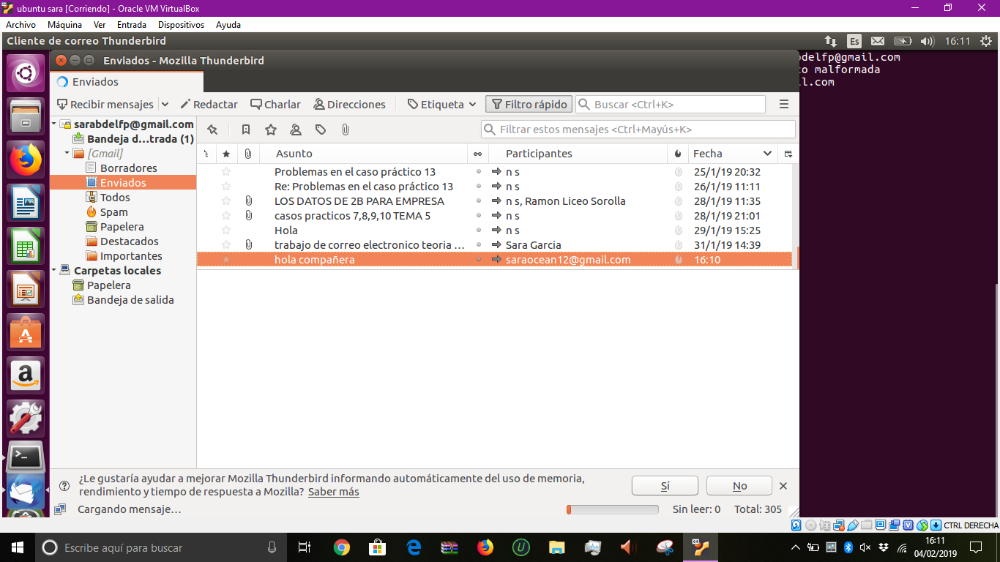 ubuntu sara [Corriendo] - Oracle VM VirtualBox
Archivo Máquina Ver Entrada Dispositivos Ayuda
Cliente de correo Thunderbird Es 16:11
Enviados - Mozilla Thunderbird
bdelfp@gmail.com
to malformada
l.com
Enviados
Recibir mensajes Redactar Charlar Direcciones Etiqueta Filtro rápido Buscar <Ctrl+K>
sarabdelfp@gmail.com
Filtrar estos mensajes <Ctrl+Mayús+K>
Bandeja d...trada (1)
[Gmail]
Borradores
Enviados
Todos
Spam
Papelera
Destacados
Importantes
Carpetas locales
Papelera
Bandeja de salida
Asunto Participantes Fecha
Problemas en el caso práctico 13 n s 25/1/19 20:32
Re: Problemas en el caso práctico 13 n s 26/1/19 11:11
LOS DATOS DE 2B PARA EMPRESA n s, Ramon Liceo Sorolla 28/1/19 11:35
casos practicos 7,8,9,10 TEMA 5 n s 28/1/19 21:01
Hola n s 29/1/19 15:25
trabajo de correo electronico teoria ... Sara Garcia 31/1/19 14:39
hola compañera saraocean12@gmail.com 16:10
¿Le gustaría ayudar a mejorar Mozilla Thunderbird informando automáticamente del uso de memoria,
rendimiento y tiempo de respuesta a Mozilla? Saber más
Sí No
Cargando mensaje... Sin leer: 0 Total: 305
CTRL DERECHA
Escribe aquí para buscar
16:11
04/02/2019